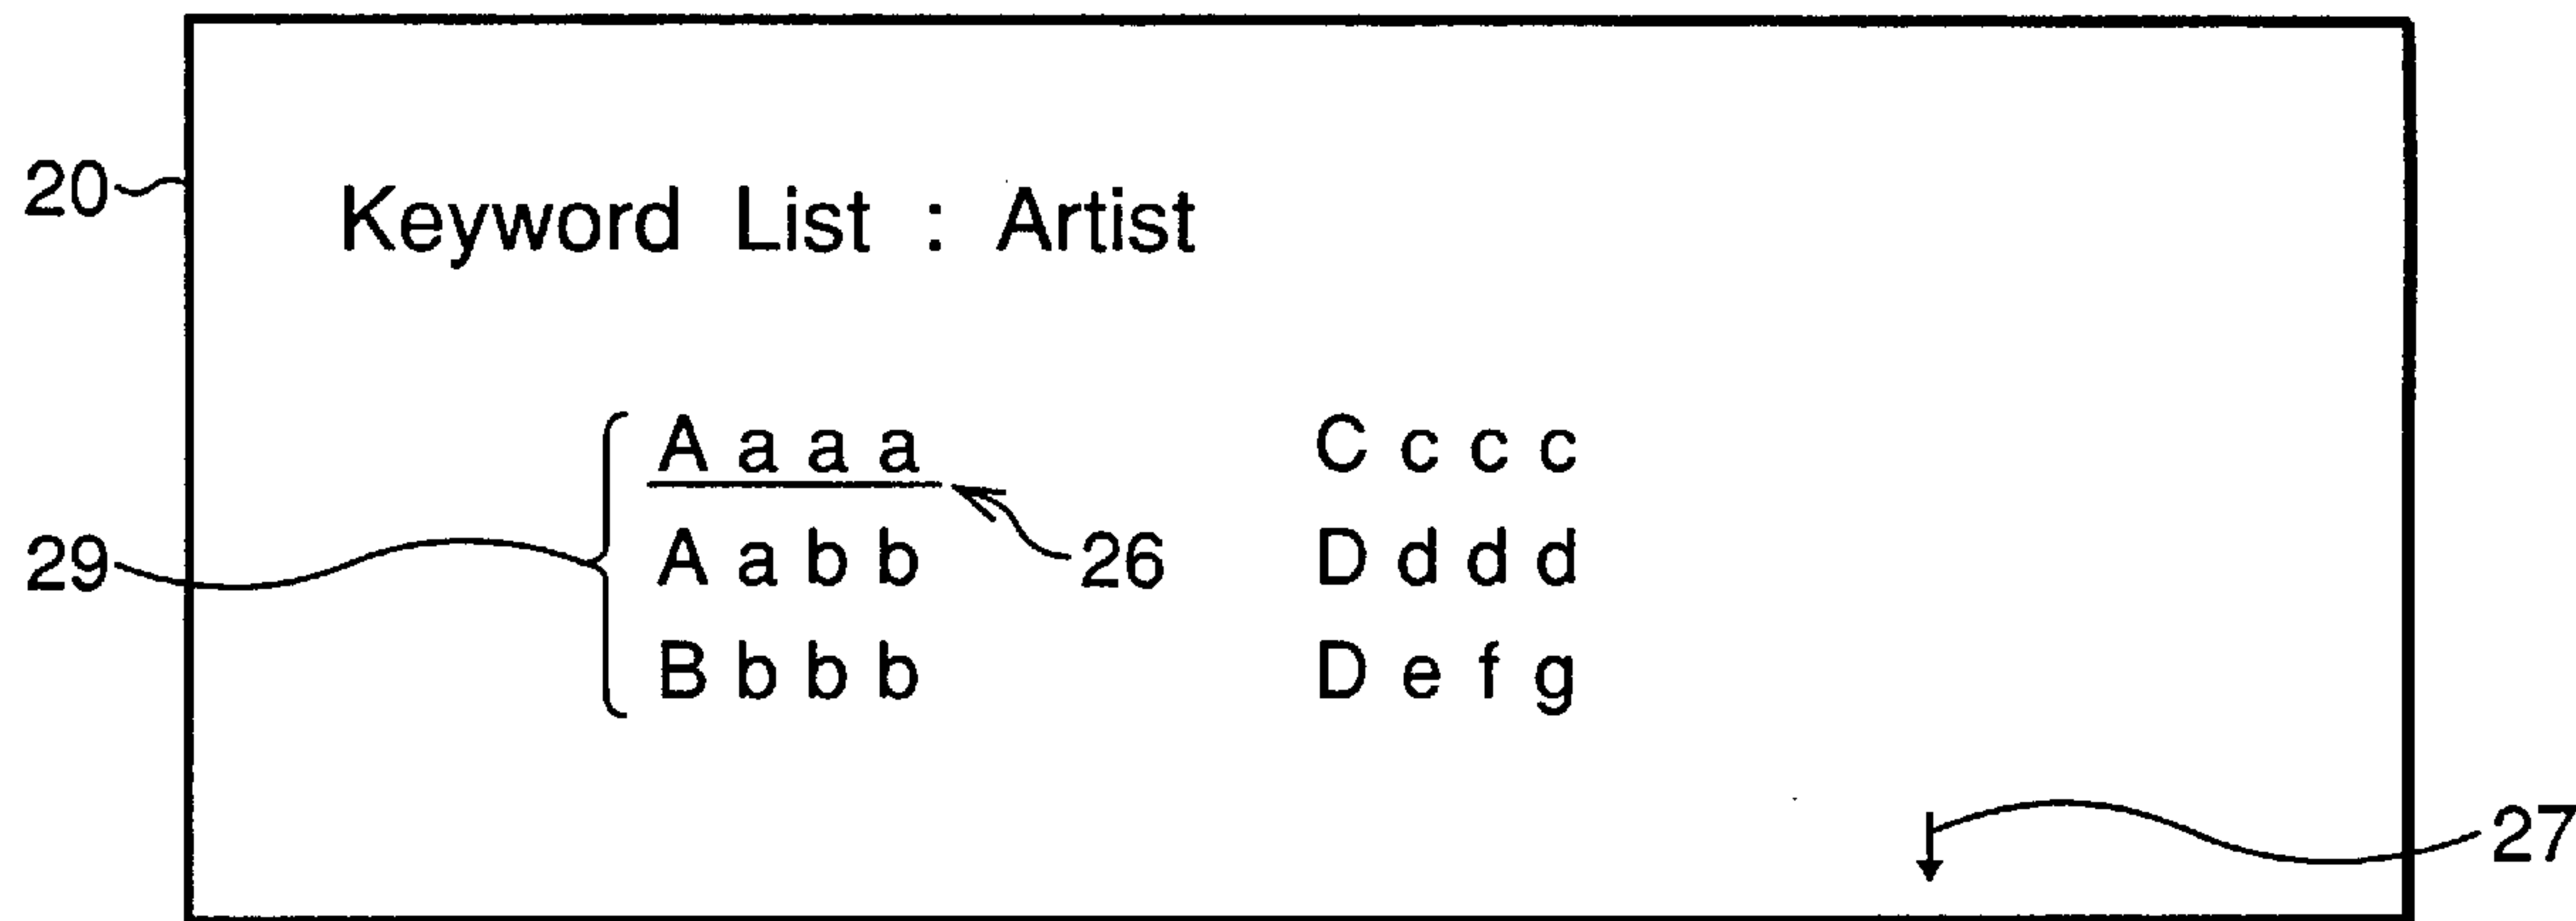 20
Keyword List : Artist
A a a a C c c c
29 A a b b 26 D d d d
B b b b D e f g
27